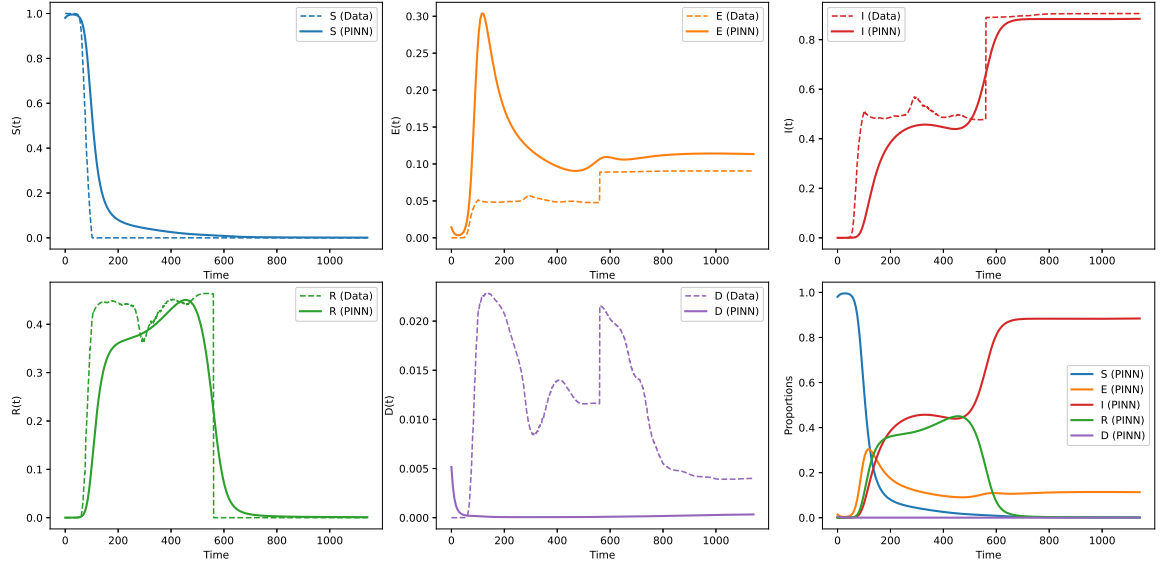 S (Data)
S (PINN)
S(t)
1.0
0.8
0.6
0.4
0.2
0.0
0 200 400 600 800 1000
Time
E (Data)
E (PINN)
E(t)
0.30
0.25
0.20
0.15
0.10
0.05
0.00
0 200 400 600 800 1000
Time
I (Data)
I (PINN)
I(t)
0.8
0.6
0.4
0.2
0.0
0 200 400 600 800 1000
Time
R (Data)
R (PINN)
R(t)
0.4
0.3
0.2
0.1
0.0
0 200 400 600 800 1000
Time
D (Data)
D (PINN)
D(t)
0.020
0.015
0.010
0.005
0.000
0 200 400 600 800 1000
Time
Proportions
1.0
0.8
0.6
0.4
0.2
0.0
S (PINN)
E (PINN)
I (PINN)
R (PINN)
D (PINN)
0 200 400 600 800 1000
Time